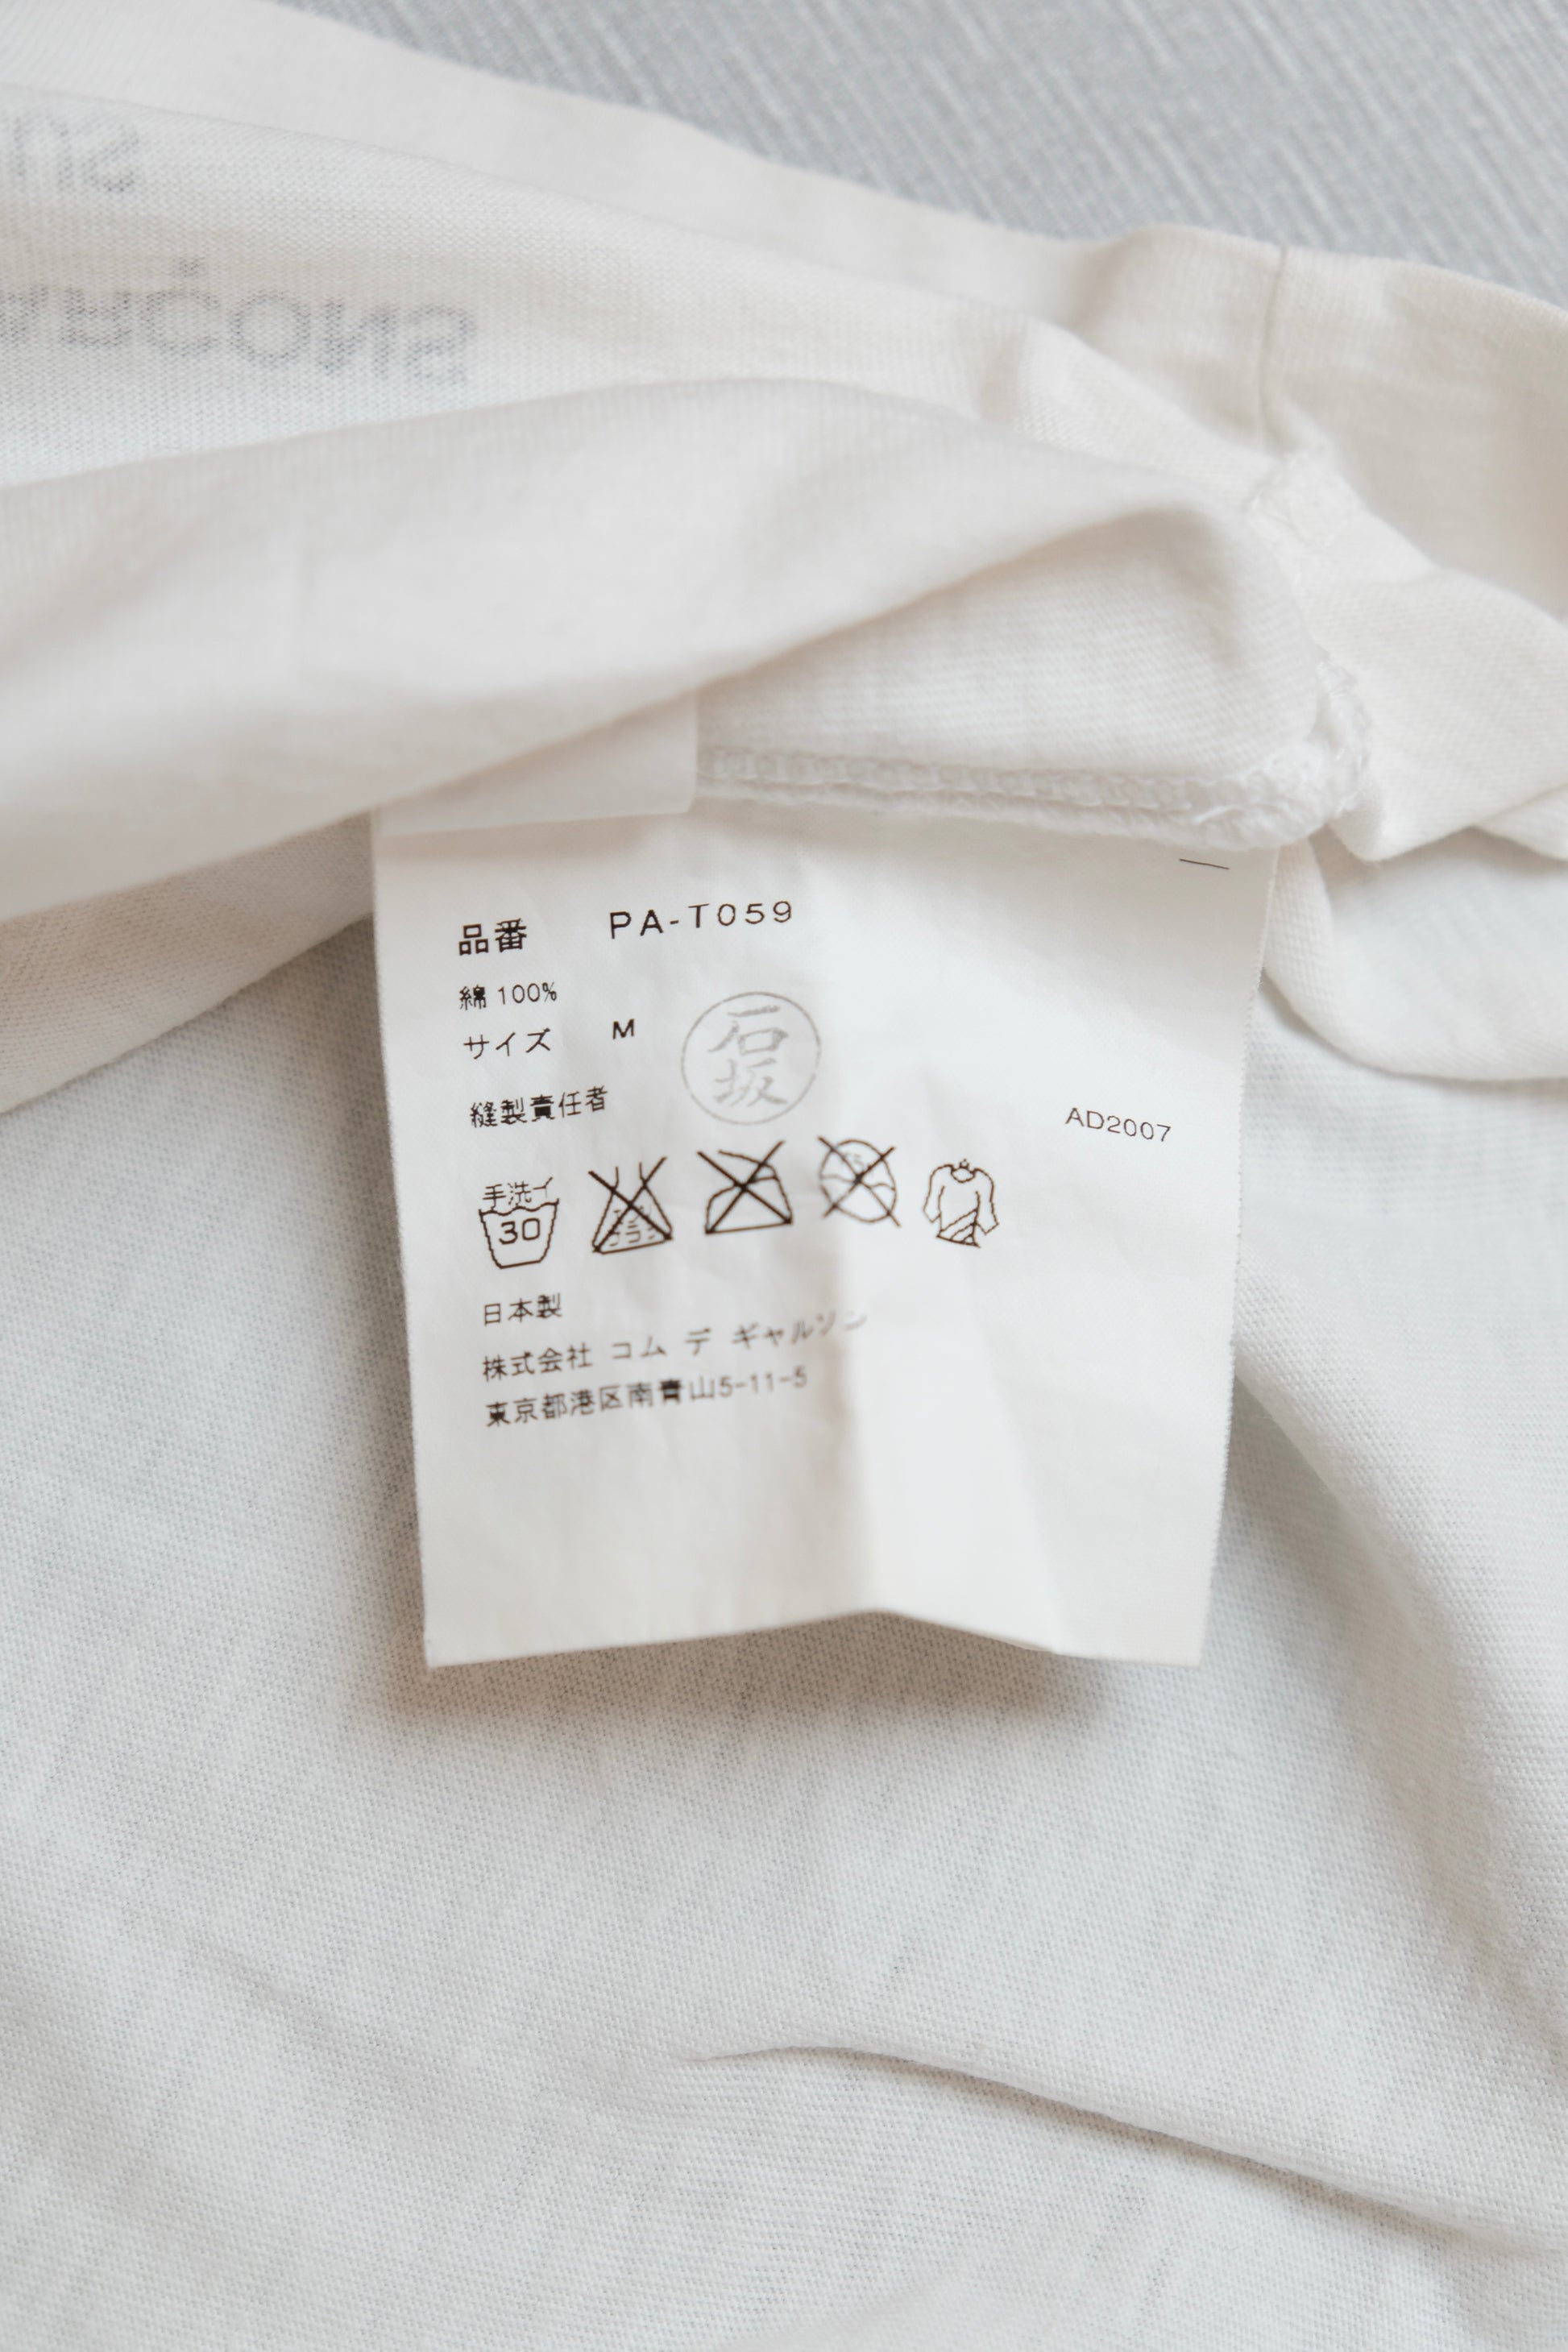 品番 PA-T059
綿 100%
サイズ M
石坂
縫製責任者
AD2007
手洗イ
30
日本製
株式会社 コム デ ギャルソン
東京都港区南青山5-11-5